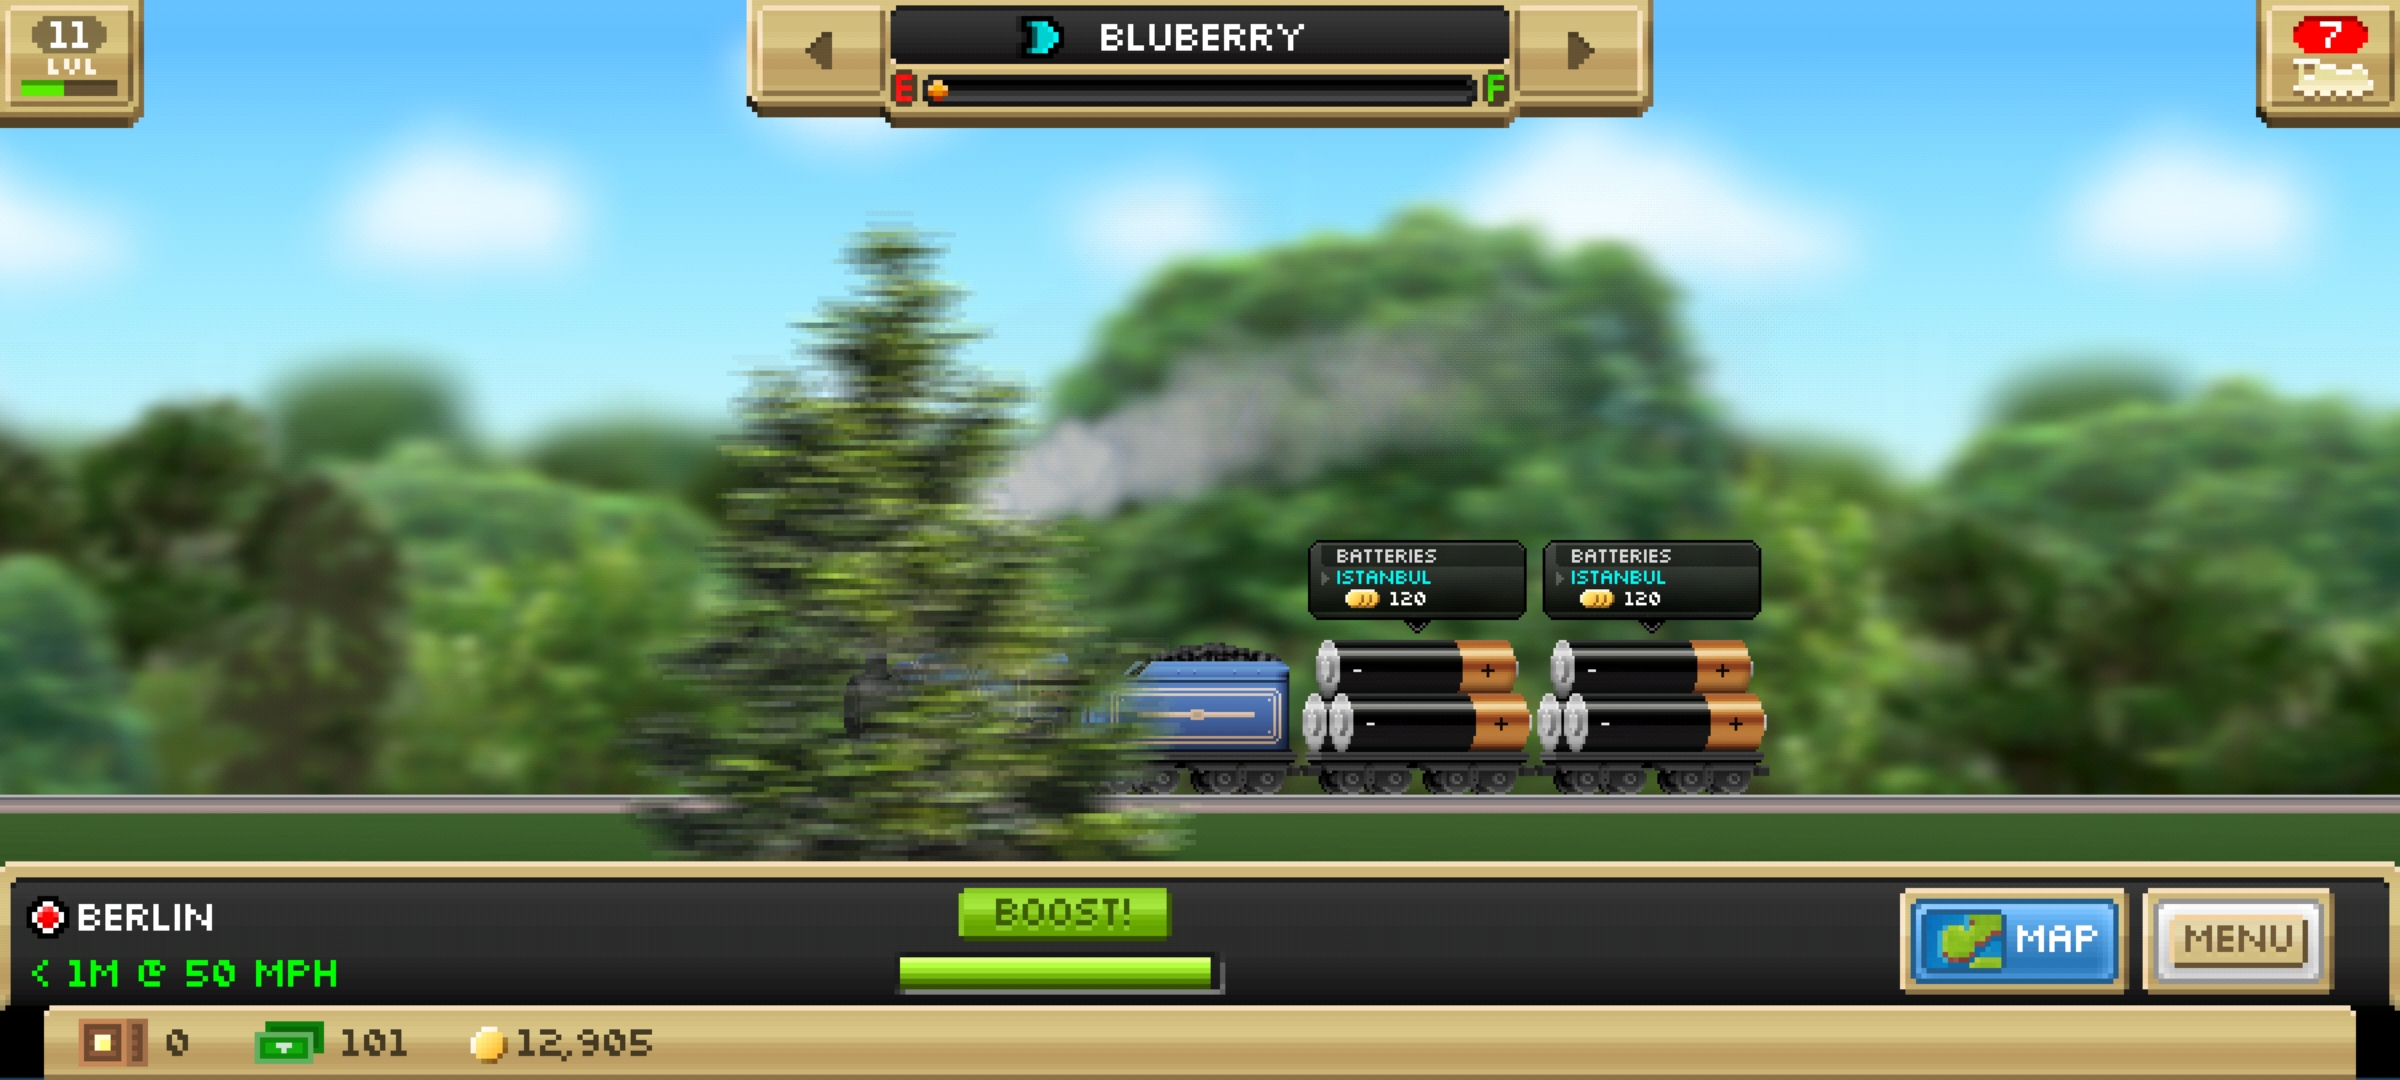 11
LVL
BLUBERRY
E
F
7
BATTERIES
ISTANBUL
120
BATTERIES
ISTANBUL
120
- +
- +
- +
- +
BERLIN
< 1M @ 50 MPH
BOOST!
MAP
MENU
0
101
12,905